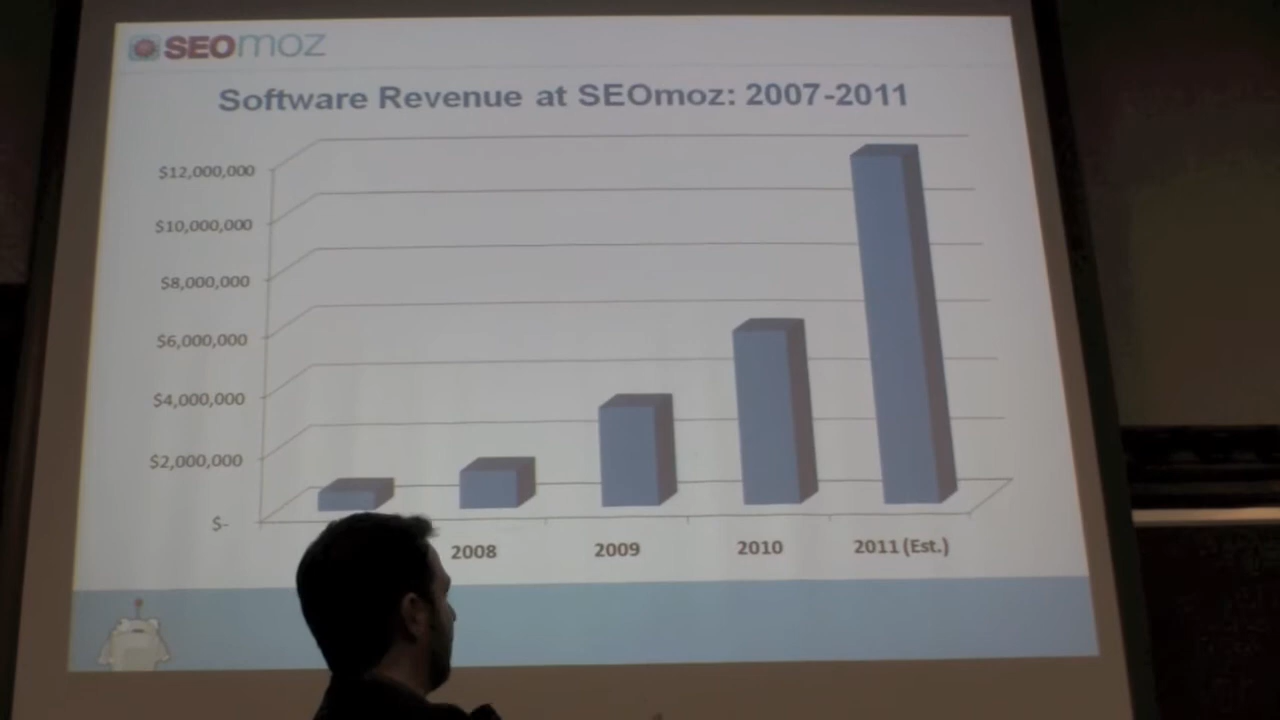 SEOmoz
Software Revenue at SEOmoz: 2007-2011
$12,000,000
$10,000,000
$8,000,000
$6,000,000
$4,000,000
$2,000,000
$-
2008 2009 2010 2011 (Est.)